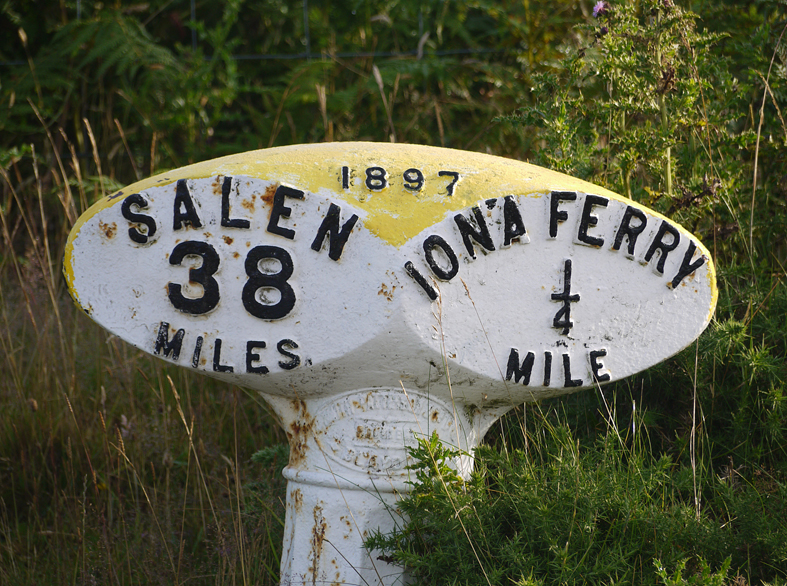 1897
SALEN
38
MILES.
IONA FERRY
1/4
MILE